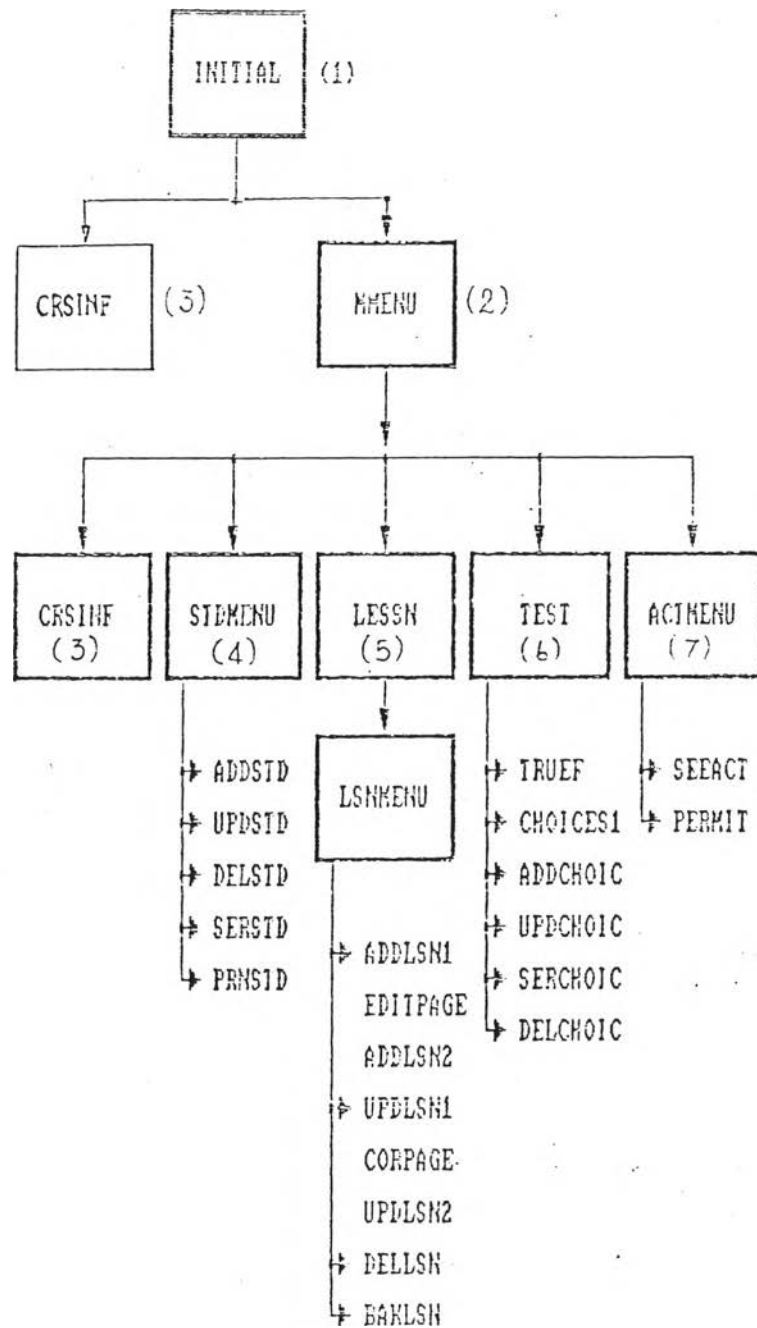 INITIAL (1)
CRSINF (3)
MMENU (2)
CRSINF
(3)
STDMENU
(4)
LESSN
(5)
TEST
(6)
ACTMENU
(7)
ADDSTD
UPDSTD
DELSTD
SERSTD
PRNSTD
LSNMENU
ADDLSN1
EDITPAGE
ADDLSN2
UPDLSN1
CORPAGE
UPDLSN2
DELLSN
BAKLSN
TRUEF
CHOICES1
ADDCHOIC
UPDCHOIC
SERCHOIC
DELCHOIC
SEEACT
PERMIT